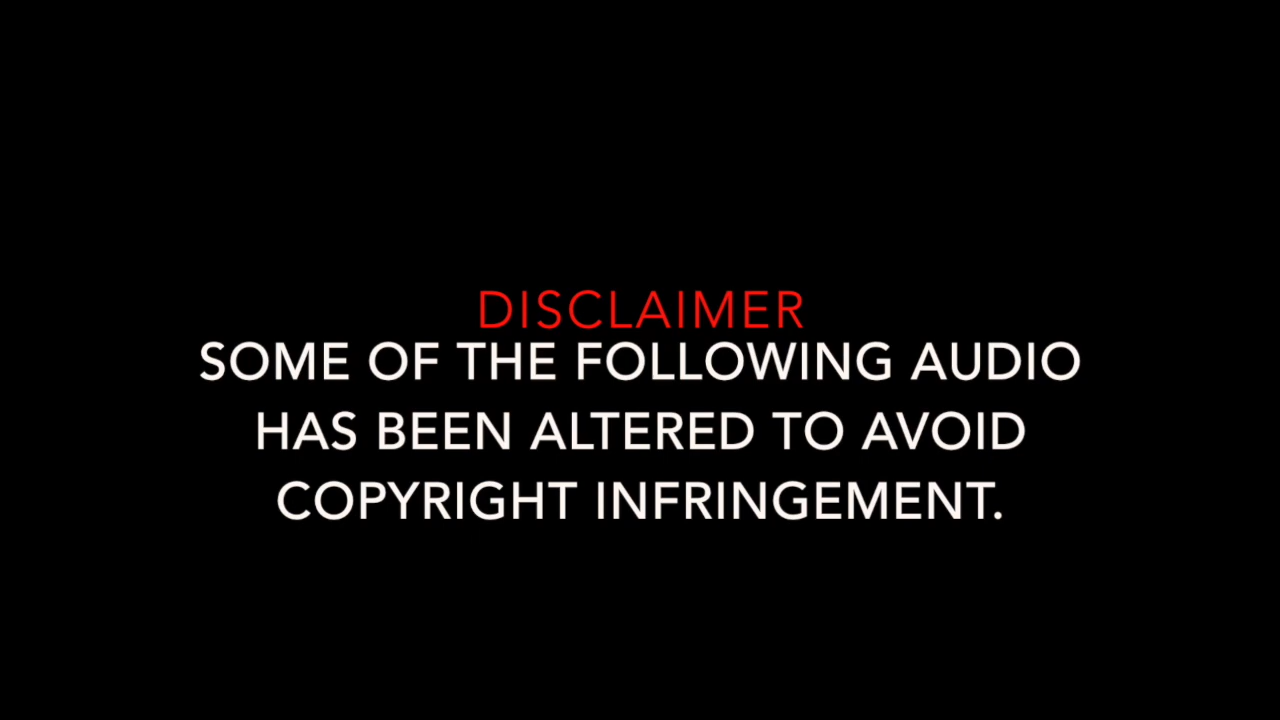 DISCLAIMER
SOME OF THE FOLLOWING AUDIO
HAS BEEN ALTERED TO AVOID
COPYRIGHT INFRINGEMENT.